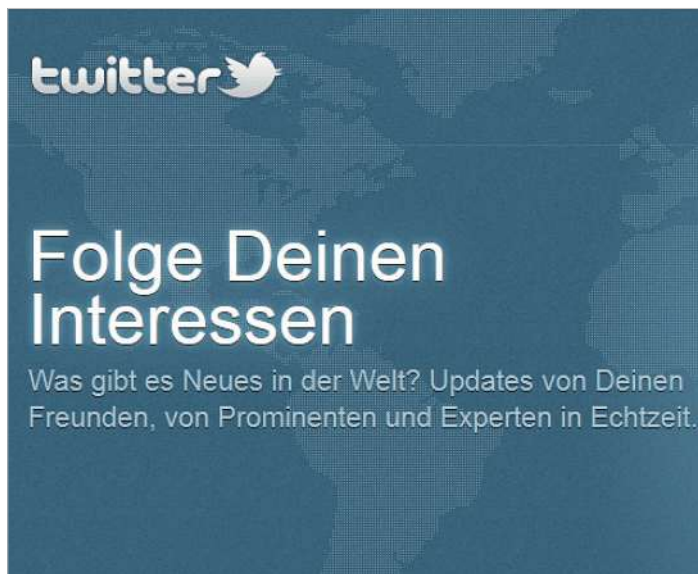 twitter
Folge Deinen
Interessen
Was gibt es Neues in der Welt? Updates von Deinen
Freunden, von Prominenten und Experten in Echtzeit.